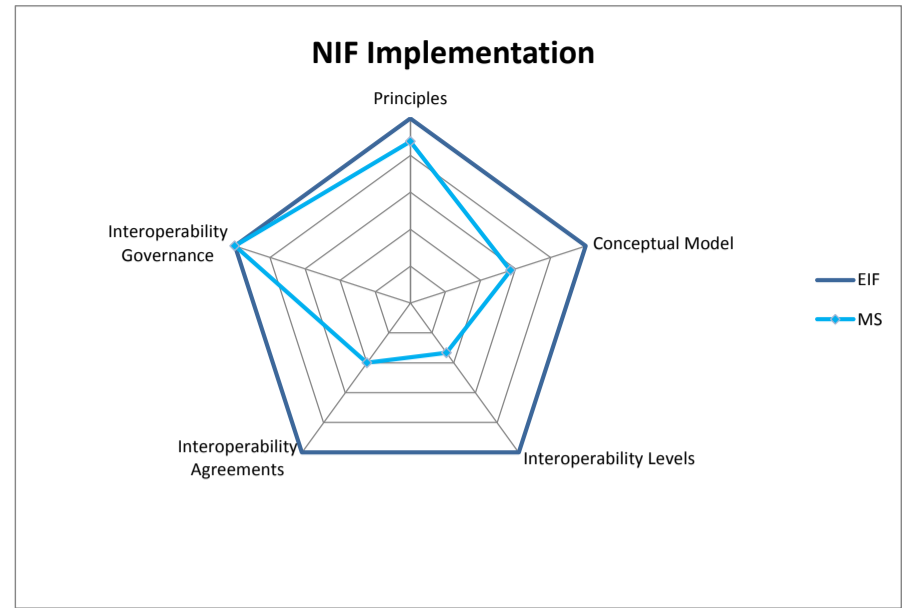 NIF Implementation
Principles
Interoperability
Governance
Conceptual Model
EIF
MS
Interoperability
Agreements
Interoperability Levels